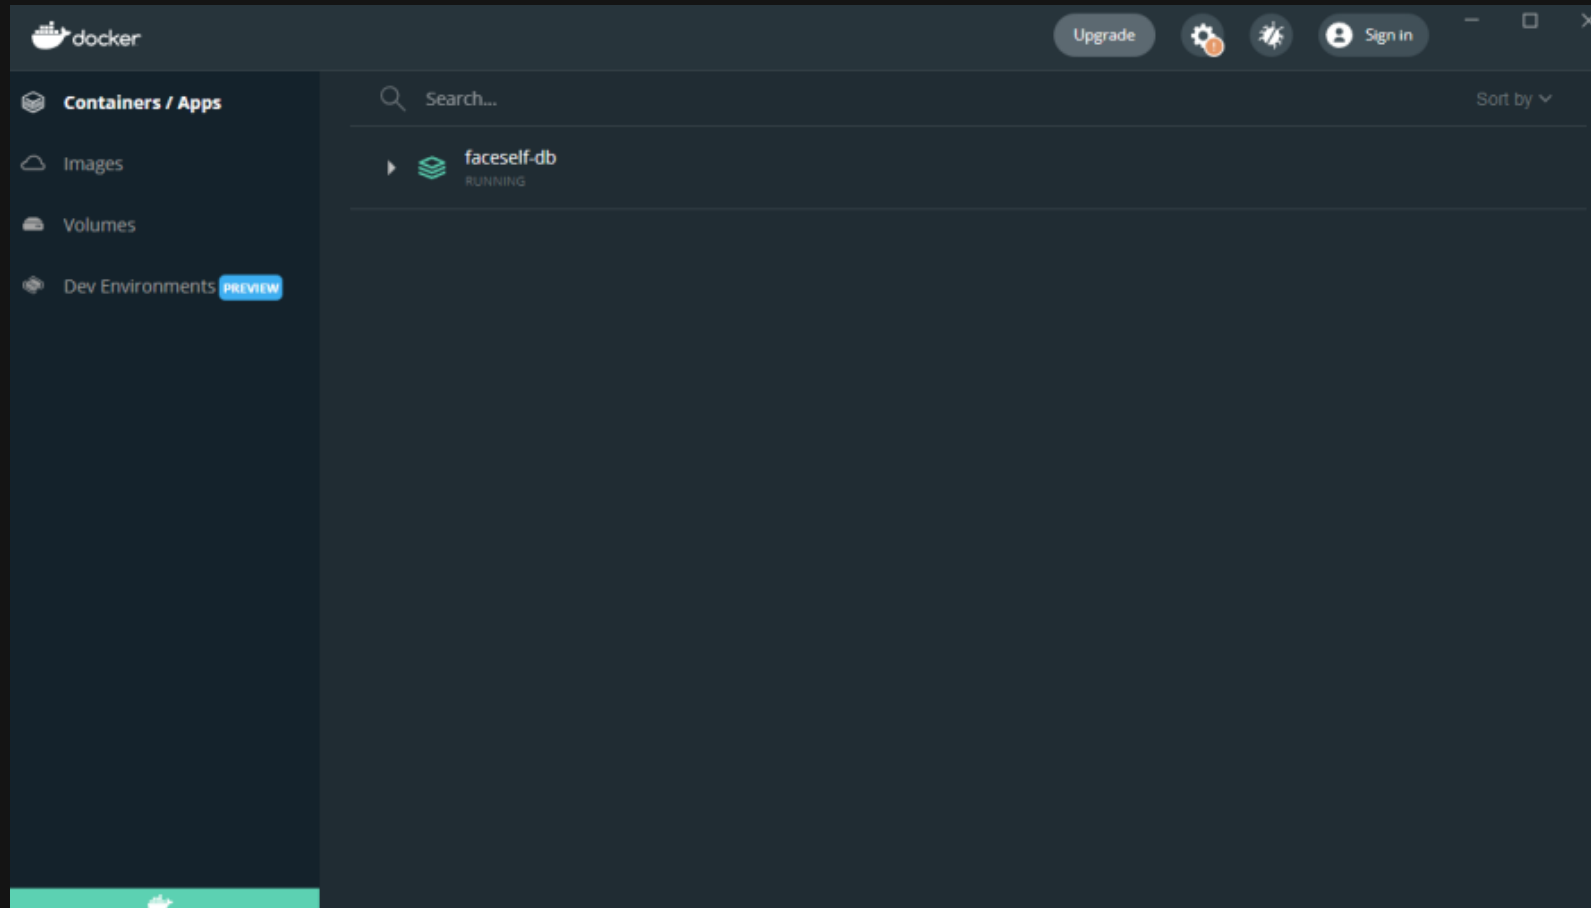 docker
Upgrade
Sign in
Containers / Apps
Images
Volumes
Dev Environments PREVIEW
Search...
Sort by
faceself-db
RUNNING